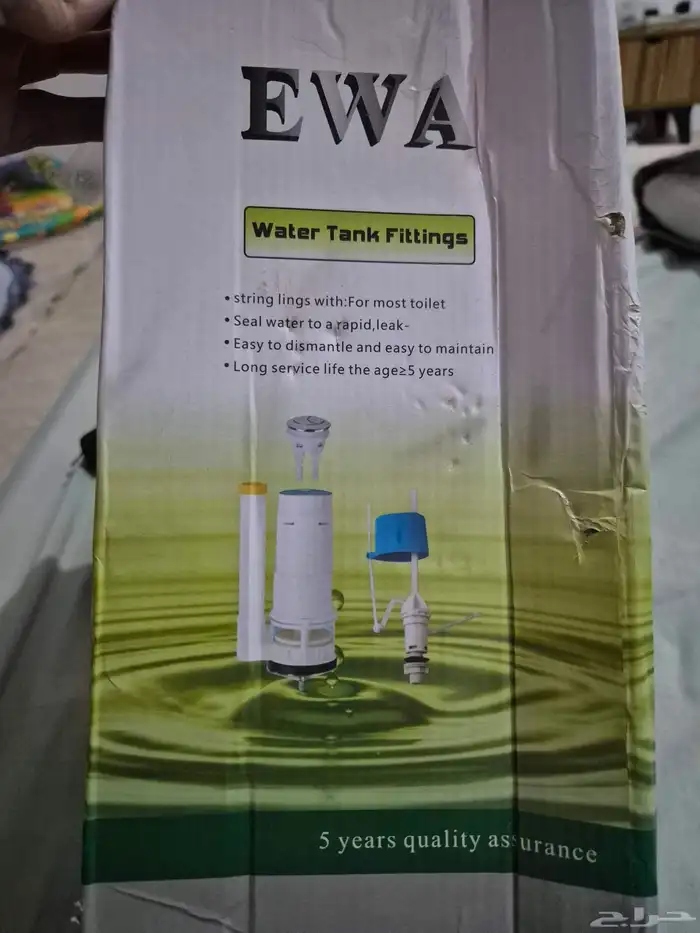 EWA
Water Tank Fittings
• string lings with:For most toilet
• Seal water to a rapid,leak-
• Easy to dismantle and easy to maintain
• Long service life the age≥5 years
5 years quality assurance
حراج